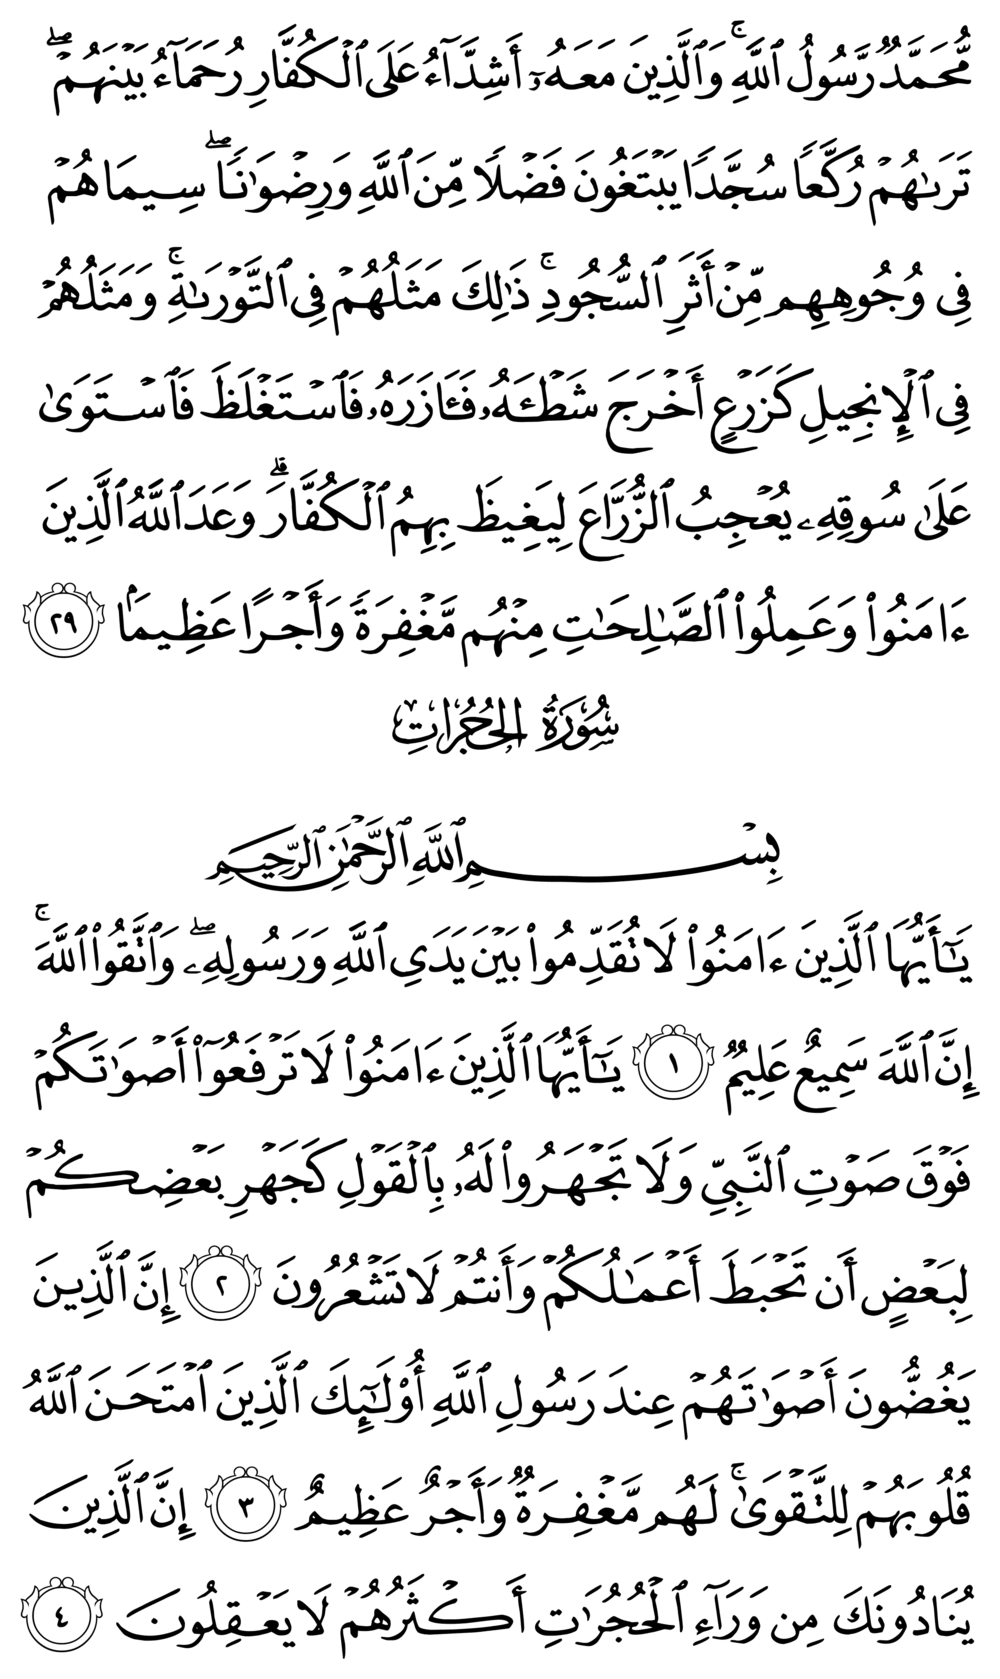 مُّحَمَّدٌ رَّسُولُ ٱللَّهِۚ وَٱلَّذِينَ مَعَهُۥٓ أَشِدَّآءُ عَلَى ٱلۡكُفَّارِ رُحَمَآءُ بَيۡنَهُمۡۖ
تَرَىٰهُمۡ رُكَّعٗا سُجَّدٗا يَبۡتَغُونَ فَضۡلٗا مِّنَ ٱللَّهِ وَرِضۡوَٰنٗاۖ سِيمَاهُمۡ
فِي وُجُوهِهِم مِّنۡ أَثَرِ ٱلسُّجُودِۚ ذَٰلِكَ مَثَلُهُمۡ فِي ٱلتَّوۡرَىٰةِۚ وَمَثَلُهُمۡ
فِي ٱلۡإِنجِيلِ كَزَرۡعٍ أَخۡرَجَ شَطۡـَٔهُۥ فَـَٔازَرَهُۥ فَٱسۡتَغۡلَظَ فَٱسۡتَوَىٰ
عَلَىٰ سُوقِهِۦ يُعۡجِبُ ٱلزُّرَّاعَ لِيَغِيظَ بِهِمُ ٱلۡكُفَّارَۗ وَعَدَ ٱللَّهُ ٱلَّذِينَ
ءَامَنُواْ وَعَمِلُواْ ٱلصَّٰلِحَٰتِ مِنۡهُم مَّغۡفِرَةٗ وَأَجۡرًا عَظِيمَۢا ٢٩
سُورَةُ الحُجُرَاتِ
بِسۡمِ ٱللَّهِ ٱلرَّحۡمَٰنِ ٱلرَّحِيمِ
يَٰٓأَيُّهَا ٱلَّذِينَ ءَامَنُواْ لَا تُقَدِّمُواْ بَيۡنَ يَدَيِ ٱللَّهِ وَرَسُولِهِۦۖ وَٱتَّقُواْ ٱللَّهَۚ
إِنَّ ٱللَّهَ سَمِيعٌ عَلِيمٞ ١ يَٰٓأَيُّهَا ٱلَّذِينَ ءَامَنُواْ لَا تَرۡفَعُوٓاْ أَصۡوَٰتَكُمۡ
فَوۡقَ صَوۡتِ ٱلنَّبِيِّ وَلَا تَجۡهَرُواْ لَهُۥ بِٱلۡقَوۡلِ كَجَهۡرِ بَعۡضِكُمۡ
لِبَعۡضٍ أَن تَحۡبَطَ أَعۡمَٰلُكُمۡ وَأَنتُمۡ لَا تَشۡعُرُونَ ٢ إِنَّ ٱلَّذِينَ
يَغُضُّونَ أَصۡوَٰتَهُمۡ عِندَ رَسُولِ ٱللَّهِ أُوْلَٰٓئِكَ ٱلَّذِينَ ٱمۡتَحَنَ ٱللَّهُ
قُلُوبَهُمۡ لِلتَّقۡوَىٰۚ لَهُم مَّغۡفِرَةٞ وَأَجۡرٌ عَظِيمٌ ٣ إِنَّ ٱلَّذِينَ
يُنَادُونَكَ مِن وَرَآءِ ٱلۡحُجُرَٰتِ أَكۡثَرُهُمۡ لَا يَعۡقِلُونَ ٤